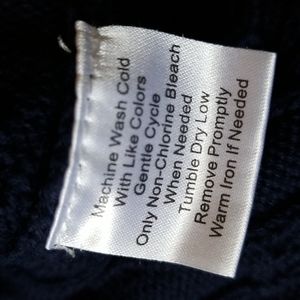 Machine Wash Cold
With Like Colors
Gentle Cycle
Only Non-Chlorine Bleach
When Needed
Tumble Dry Low
Remove Promptly
Warm Iron If Needed